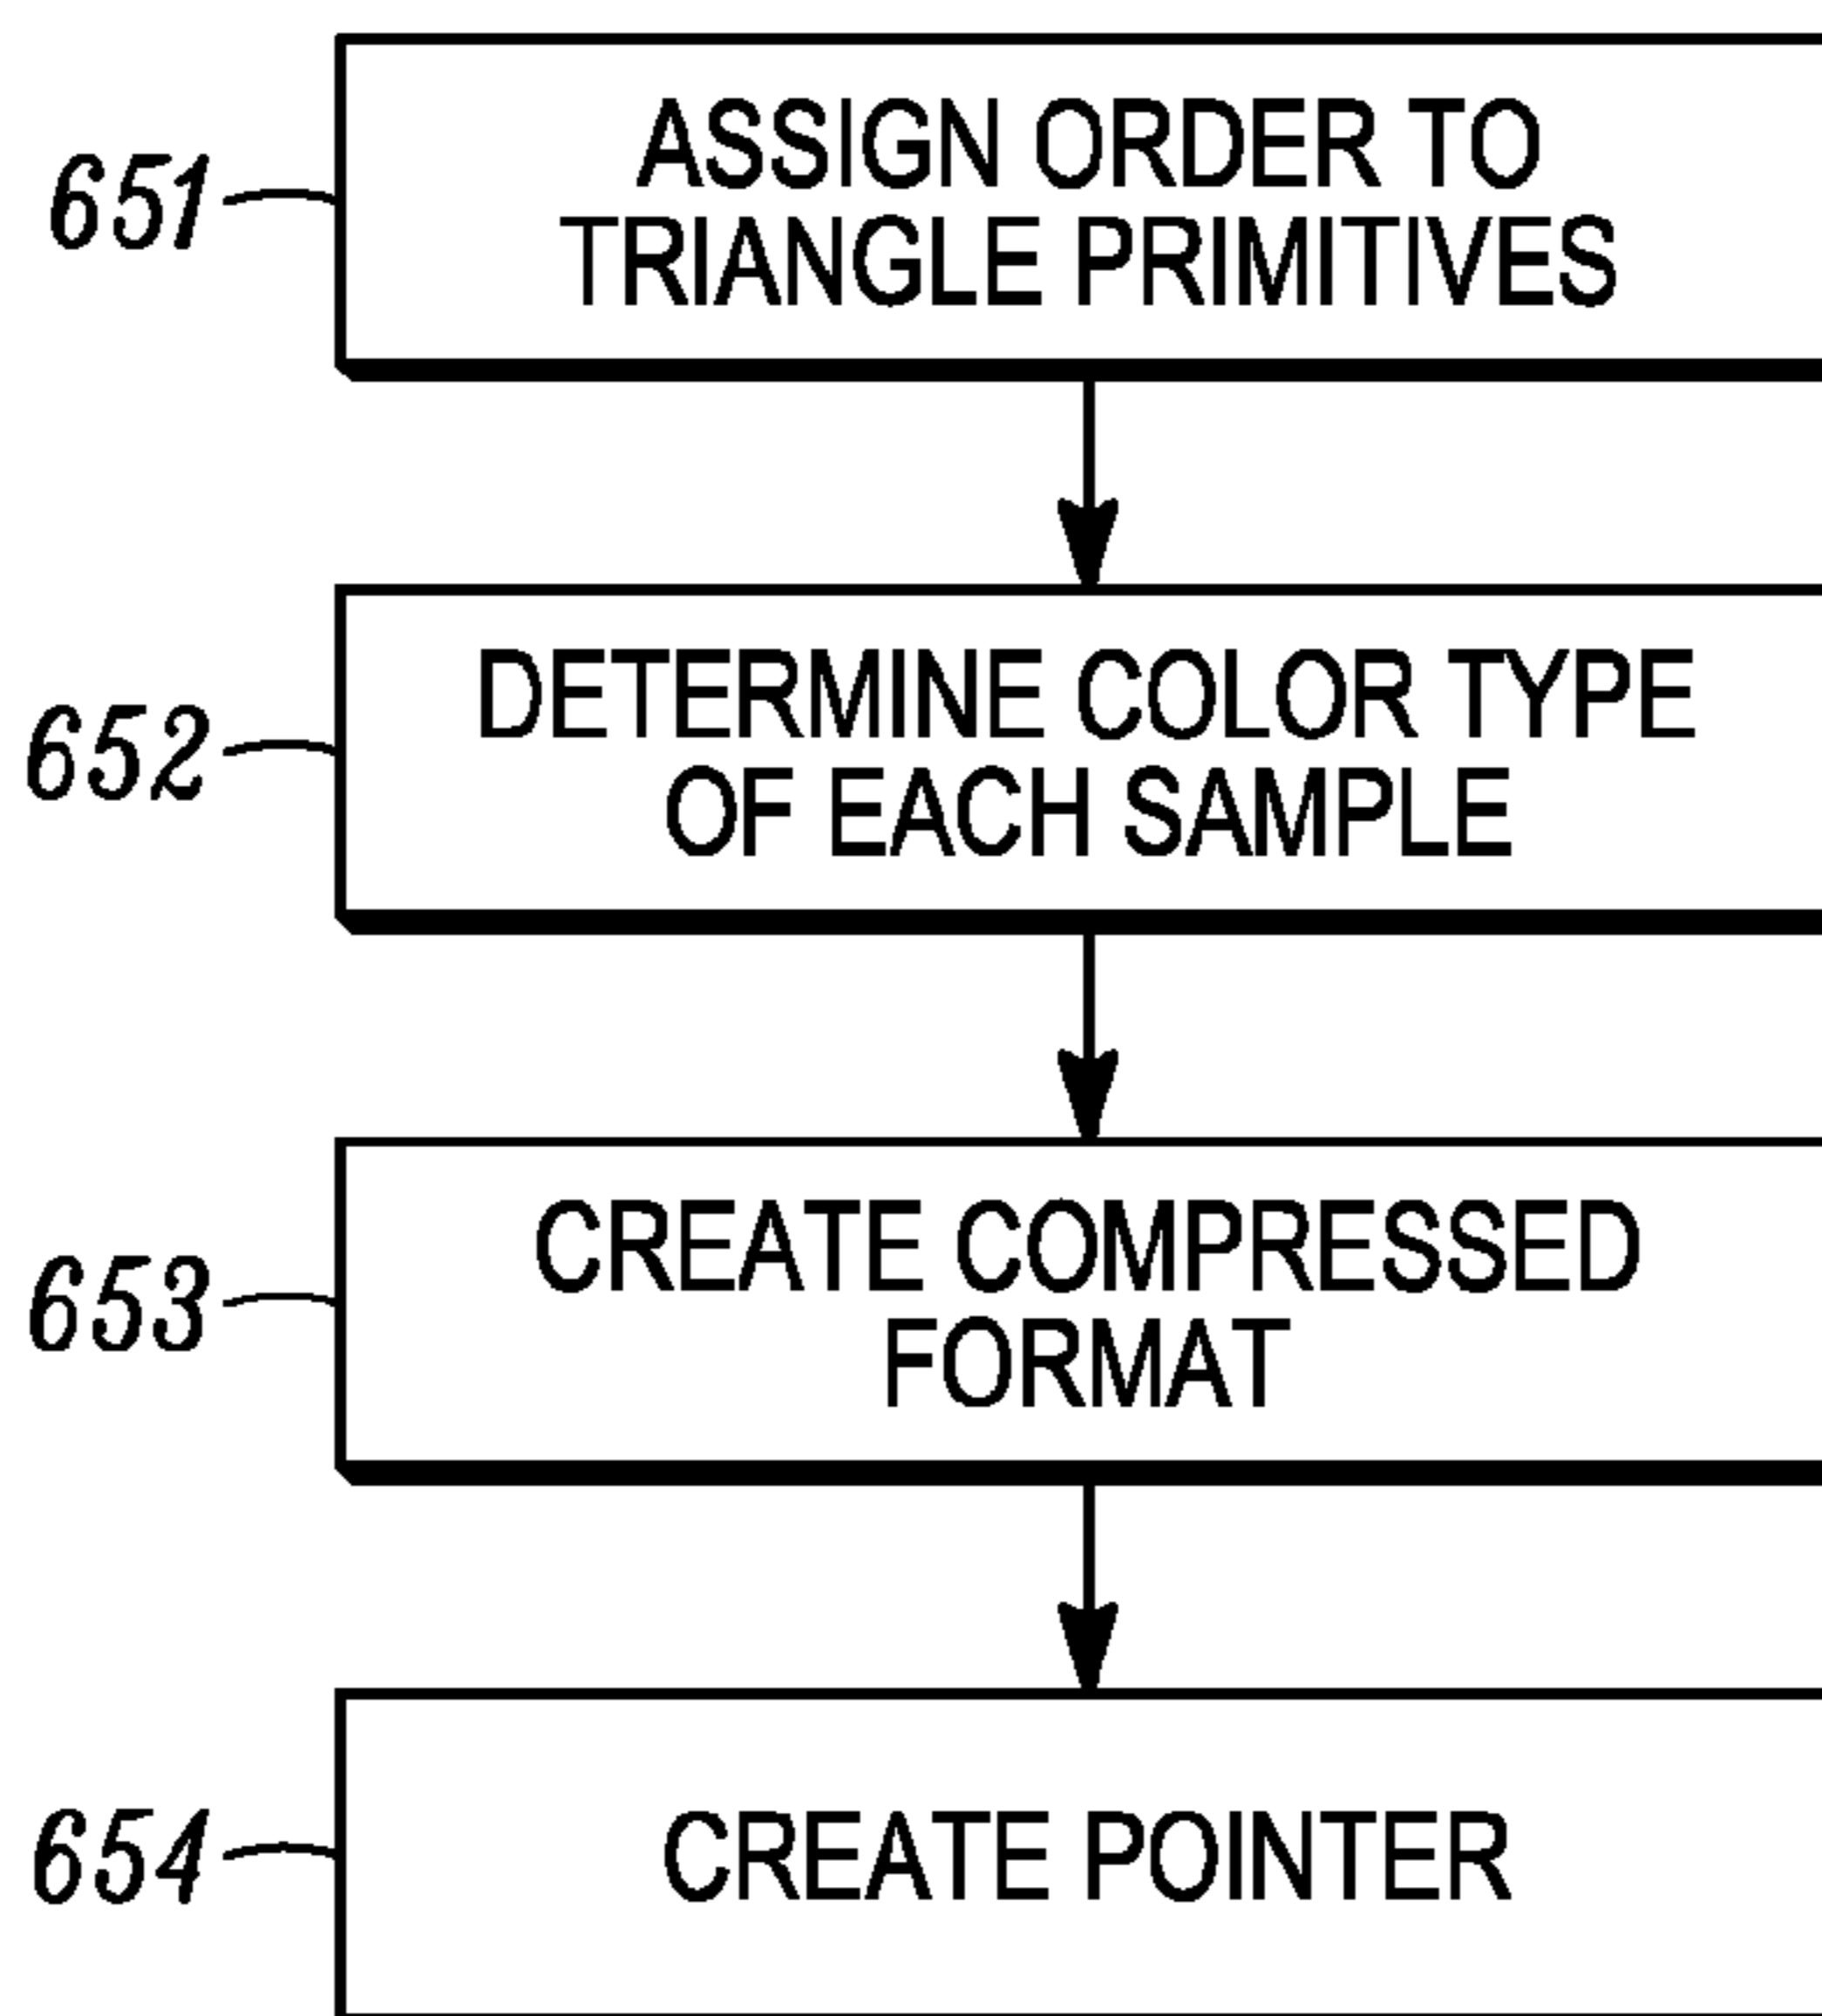 651
ASSIGN ORDER TO
TRIANGLE PRIMITIVES
652
DETERMINE COLOR TYPE
OF EACH SAMPLE
653
CREATE COMPRESSED
FORMAT
654
CREATE POINTER